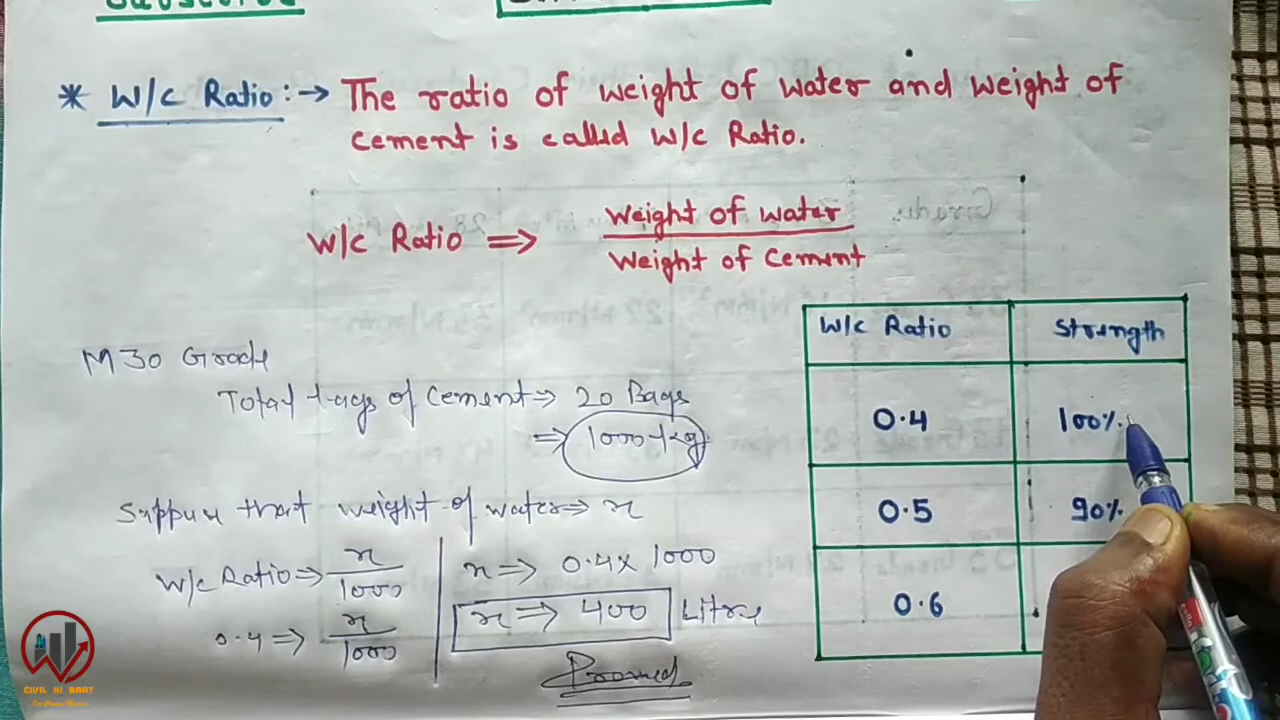 Subscribe
* W/c Ratio :→ The ratio of weight of water and weight of
cement is called W/c Ratio.
W/c Ratio ⇒ Weight of water
Weight of Cement
M30 Grade
Total bags of Cement ⇒ 20 Bags
⇒ 1000 kg
Weight of water ⇒ x
W/c Ratio ⇒ x
1000
0.4 ⇒ x
1000
x ⇒ 0.4 x 1000
x ⇒ 400 Litre
W/c Ratio Strength
0.4 100%
0.5 90%
0.6
CIVIL KI BAAT